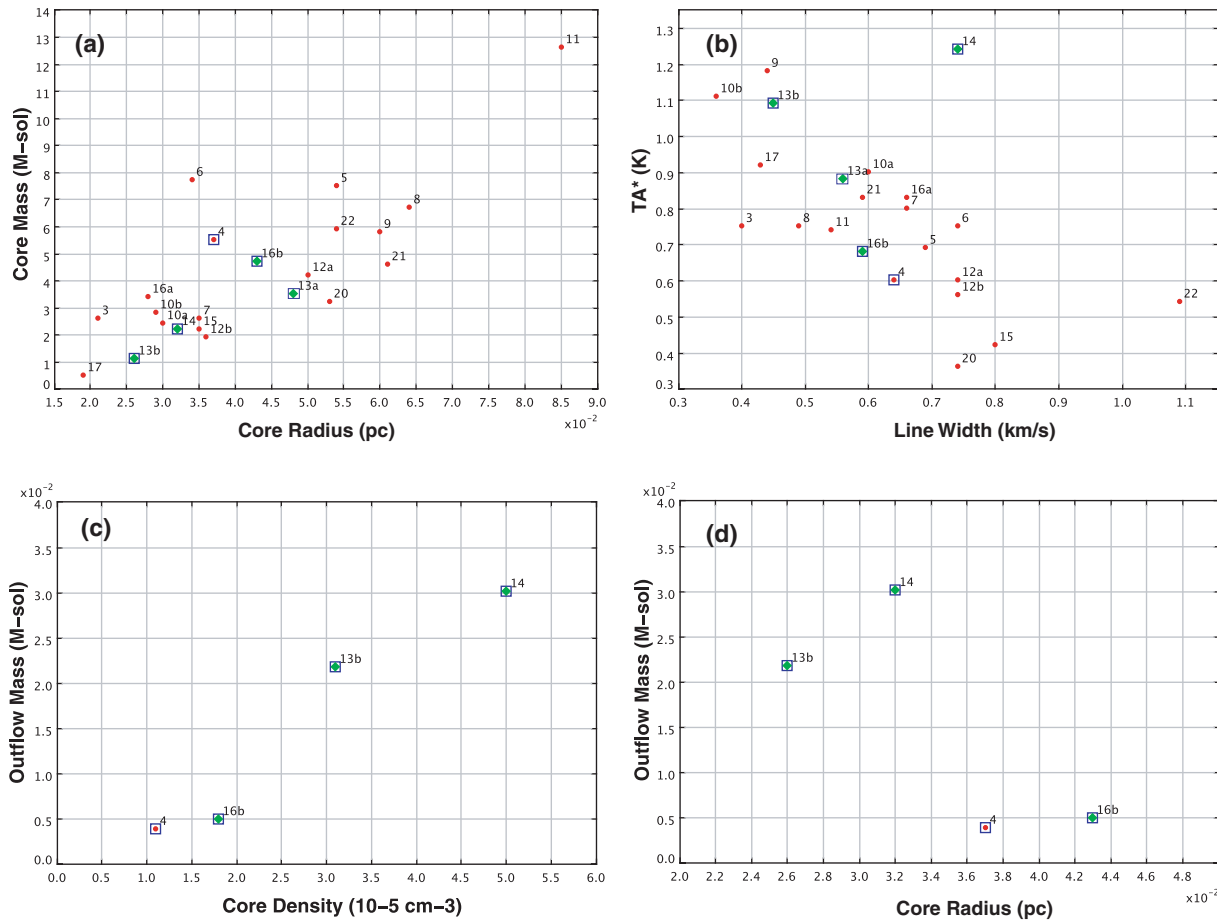 (a)
Core Mass (M-sol)
14
13
12
11
10
9
8
7
6
5
4
3
2
1
0
11
6
5
8
22
9
4
16b
21
12a
13a
20
16a
10b
3
10a
14
7
15
12b
13b
17
1.5 2.0 2.5 3.0 3.5 4.0 4.5 5.0 5.5 6.0 6.5 7.0 7.5 8.0 8.5 9.0
×10−2
Core Radius (pc)
(b)
TA* (K)
1.3
1.2
1.1
1.0
0.9
0.8
0.7
0.6
0.5
0.4
0.3
14
9
10b
13b
17
13a
10a
21
16a
7
3
8
11
6
16b
5
4
12a
12b
22
15
20
0.3 0.4 0.5 0.6 0.7 0.8 0.9 1.0 1.1
Line Width (km/s)
×10−2
(c)
Outflow Mass (M-sol)
4.0
3.5
3.0
2.5
2.0
1.5
1.0
0.5
0.0
14
13b
16b
4
0.0 0.5 1.0 1.5 2.0 2.5 3.0 3.5 4.0 4.5 5.0 5.5 6.0
Core Density (10−5 cm−3)
×10−2
(d)
Outflow Mass (M-sol)
4.0
3.5
3.0
2.5
2.0
1.5
1.0
0.5
0.0
14
13b
4
16b
2.0 2.2 2.4 2.6 2.8 3.0 3.2 3.4 3.6 3.8 4.0 4.2 4.4 4.6 4.8
×10−2
Core Radius (pc)